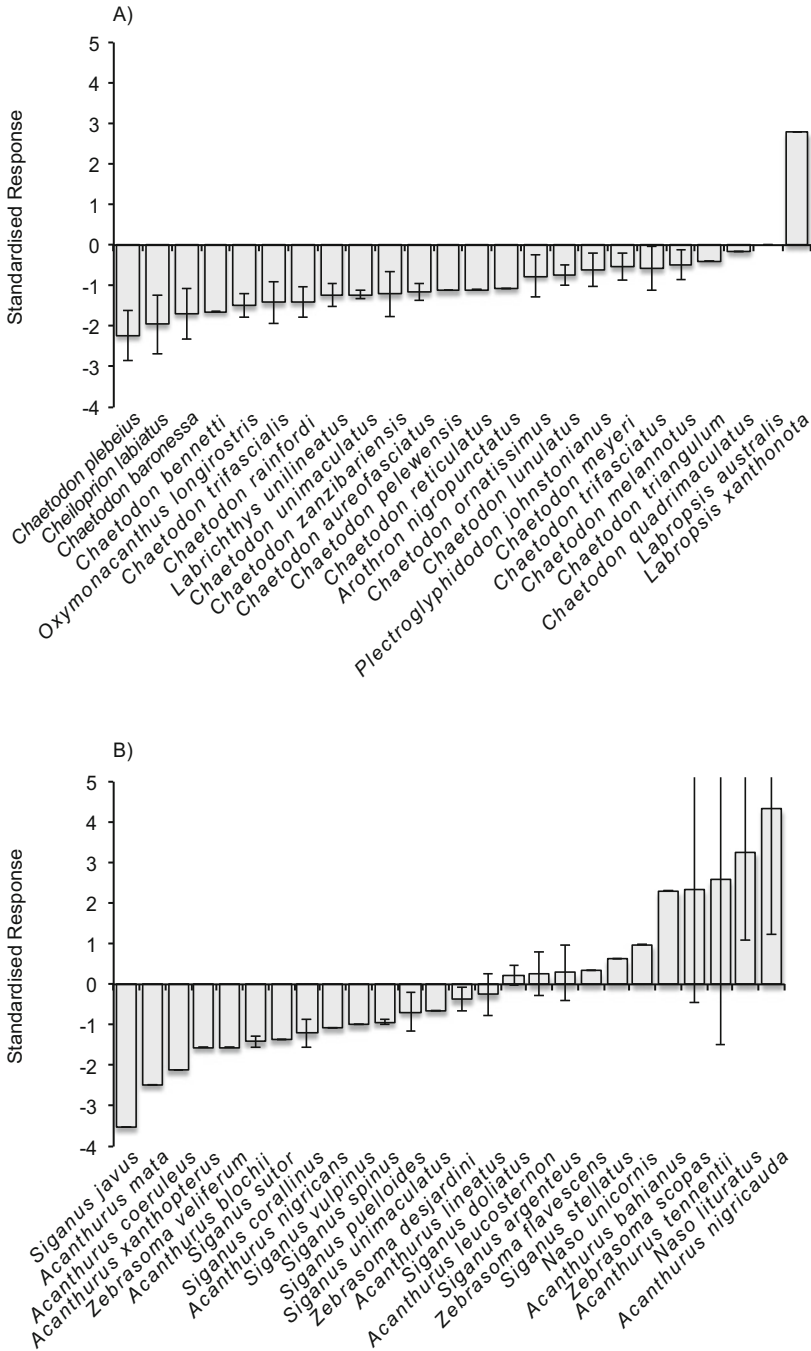 A)
Standardised Response
5
4
3
2
1
0
-1
-2
-3
-4
Chaetodon plebeius
Cheiloprion labiatus
Chaetodon baronessa
Chaetodon bennetti
Oxymonacanthus longirostris
Chaetodon trifascialis
Chaetodon rainfordi
Labrichthys unilineatus
Chaetodon unimaculatus
Chaetodon zanzibariensis
Chaetodon aureofasciatus
Chaetodon pelewensis
Chaetodon reticulatus
Arothron nigropunctatus
Chaetodon ornatissimus
Chaetodon lunulatus
Plectroglyphidodon johnstonianus
Chaetodon meyeri
Chaetodon trifasciatus
Chaetodon melannotus
Chaetodon triangulum
Chaetodon quadrimaculatus
Labropsis australis
Labropsis xanthonota
B)
Standardised Response
5
4
3
2
1
0
-1
-2
-3
-4
Siganus javus
Acanthurus mata
Acanthurus coeruleus
Acanthurus xanthopterus
Zebrasoma veliferum
Acanthurus blochii
Siganus sutor
Siganus corallinus
Acanthurus nigricans
Siganus vulpinus
Siganus spinus
Siganus puelloides
Siganus unimaculatus
Zebrasoma desjardini
Acanthurus lineatus
Siganus doliatus
Acanthurus leucosternon
Siganus argenteus
Zebrasoma flavescens
Siganus stellatus
Naso unicornis
Acanthurus bahianus
Zebrasoma scopas
Acanthurus tennentii
Naso lituratus
Acanthurus nigricauda